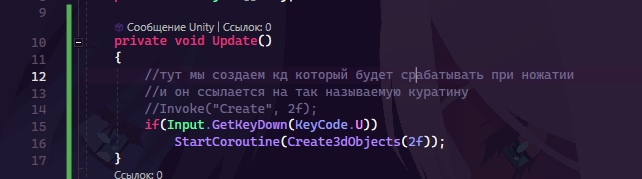 9
Сообщение Unity | Ссылок: 0
10 private void Update()
11 {
12 //тут мы создаем кд который будет срабатывать при ножатии
13 //и он ссылается на так называемую куратину
14 //Invoke("Create", 2f);
15 if(Input.GetKeyDown(KeyCode.U))
16 StartCoroutine(Create3dObjects(2f));
17 }
Ссылок: 0